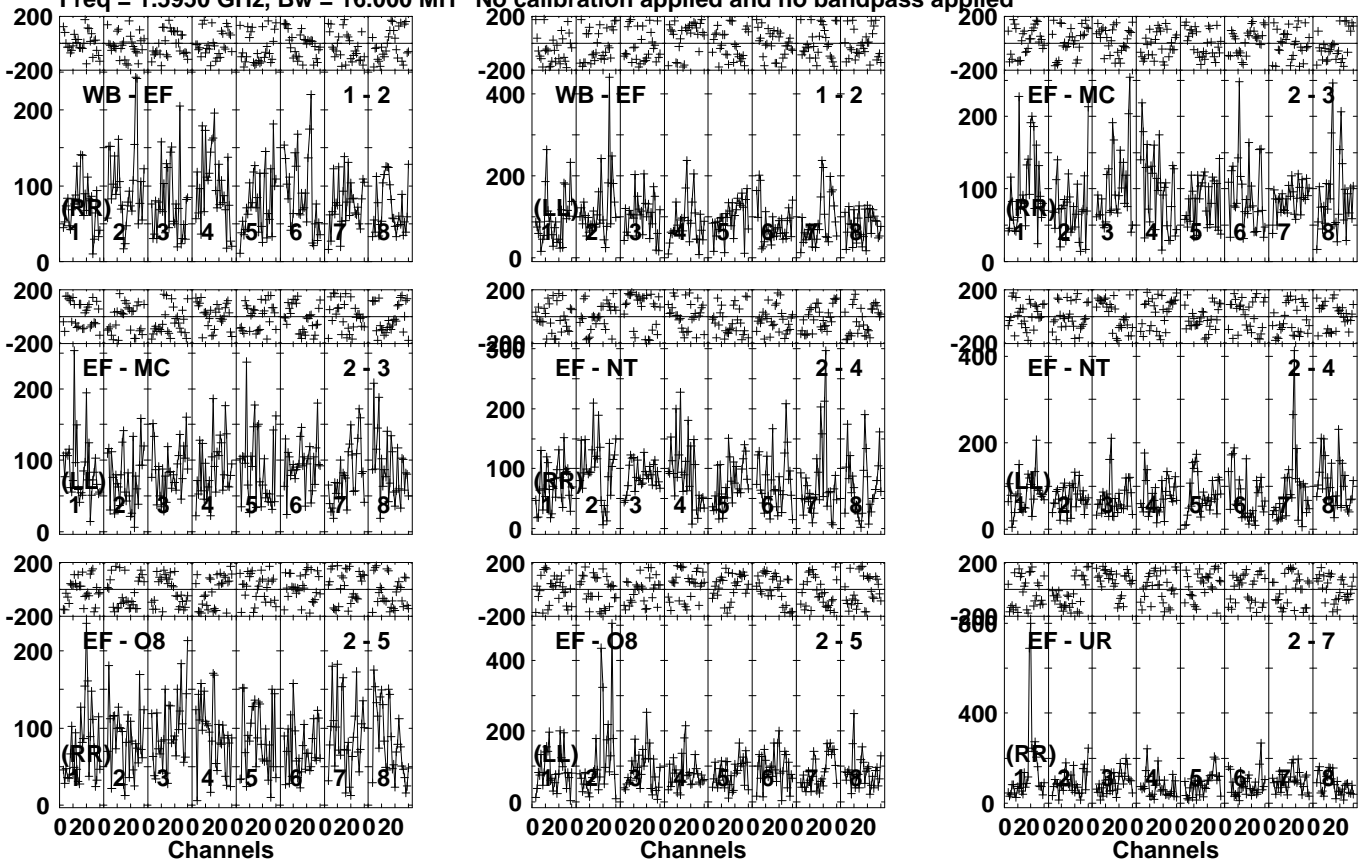 Freq = 1.5950 GHz, Bw = 16.000 MH No calibration applied and no bandpass applied
200 200 200
-200 -200 -200
WB - EF 1 - 2 WB - EF 1 - 2 EF - MC 2 - 3
200 400 200
100 200 100
(RR) (LL) (RR)
1 2 3 4 5 6 7 8 1 2 3 4 5 6 7 8 1 2 3 4 5 6 7 8
0 0 0
200 200 200
-200 -200 -200
300 400
EF - MC 2 - 3 EF - NT 2 - 4 EF - NT 2 - 4
200 200 200
100 100
(LL) (RR) (LL)
1 2 3 4 5 6 7 8 1 2 3 4 5 6 7 8 1 2 3 4 5 6 7 8
0 0 0
200 200 200
-200 -200 -200
800
EF - O8 2 - 5 EF - O8 2 - 5 EF - UR 2 - 7
200 400 400
100 200
(RR) (LL) (RR)
1 2 3 4 5 6 7 8 1 2 3 4 5 6 7 8 1 2 3 4 5 6 7 8
0 0 0
0 20 0 20 0 20 0 20 0 20 0 20 0 20 0 20 0 20 0 20 0 20 0 20 0 20 0 20 0 20 0 20 0 20 0 20 0 20 0 20 0 20 0 20 0 20 0 20
Channels Channels Channels